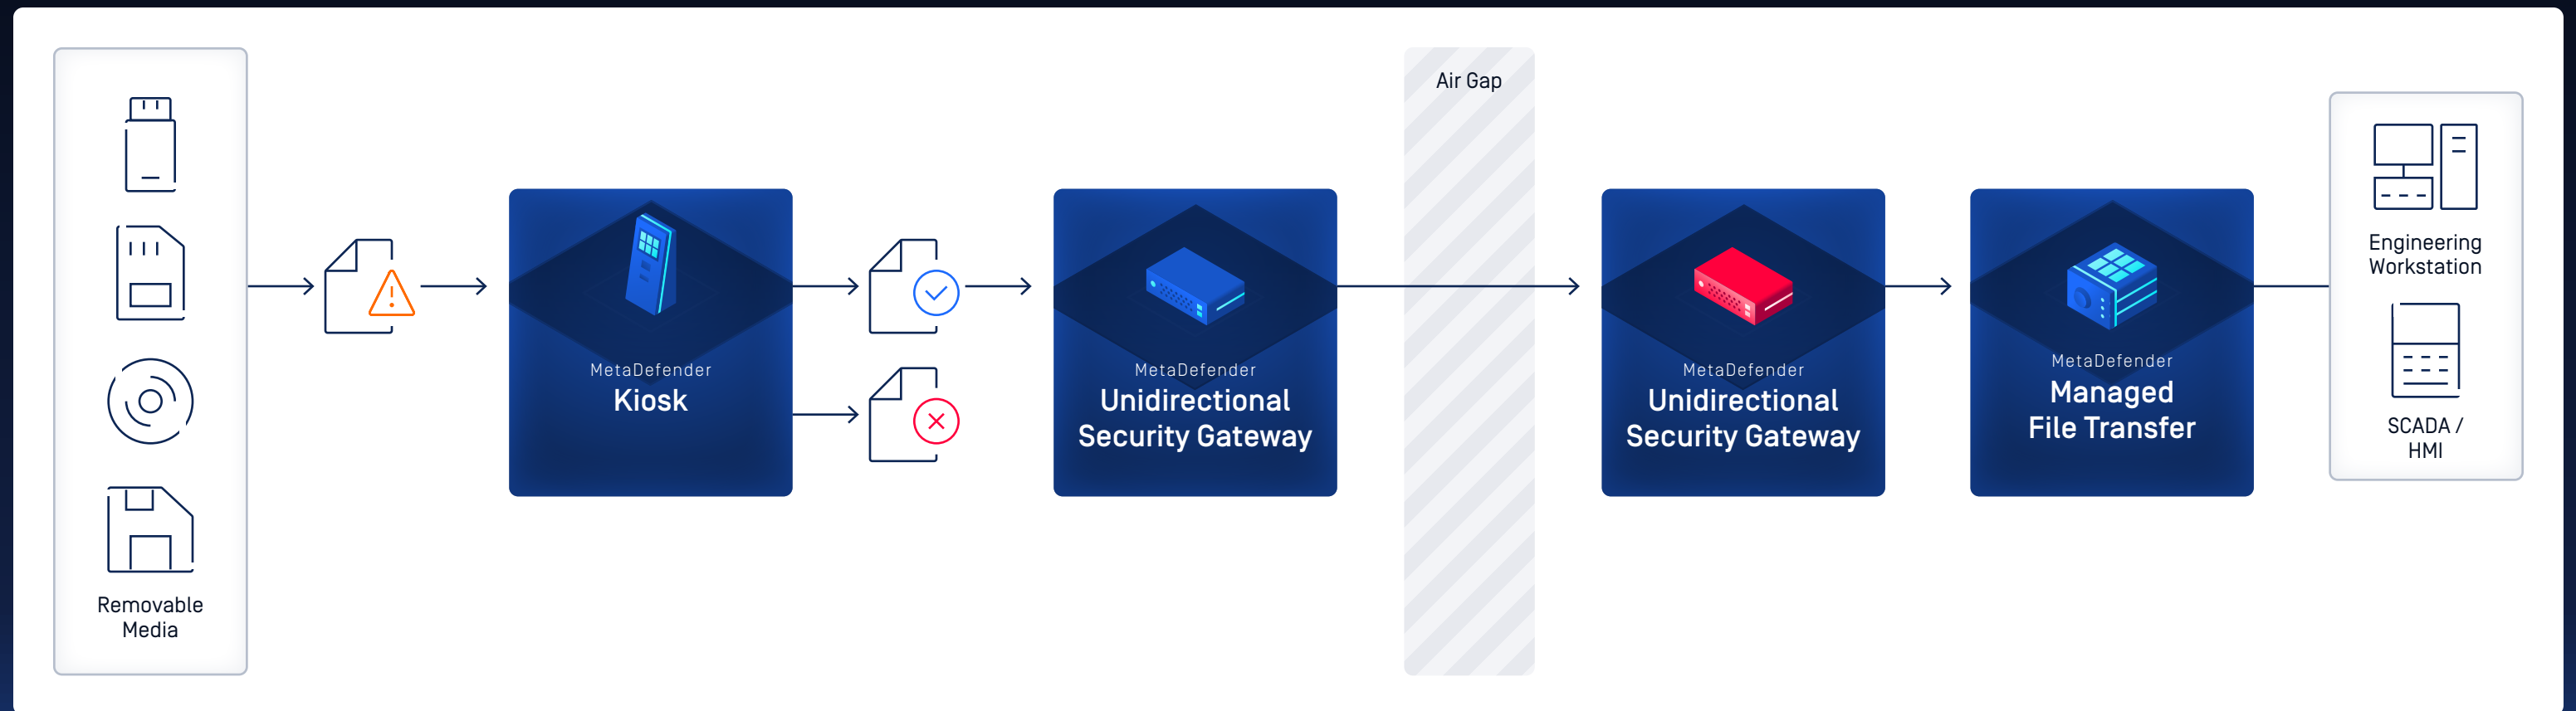 Removable
Media
MetaDefender
Kiosk
MetaDefender
Unidirectional
Security Gateway
Air Gap
MetaDefender
Unidirectional
Security Gateway
MetaDefender
Managed
File Transfer
Engineering
Workstation
SCADA /
HMI